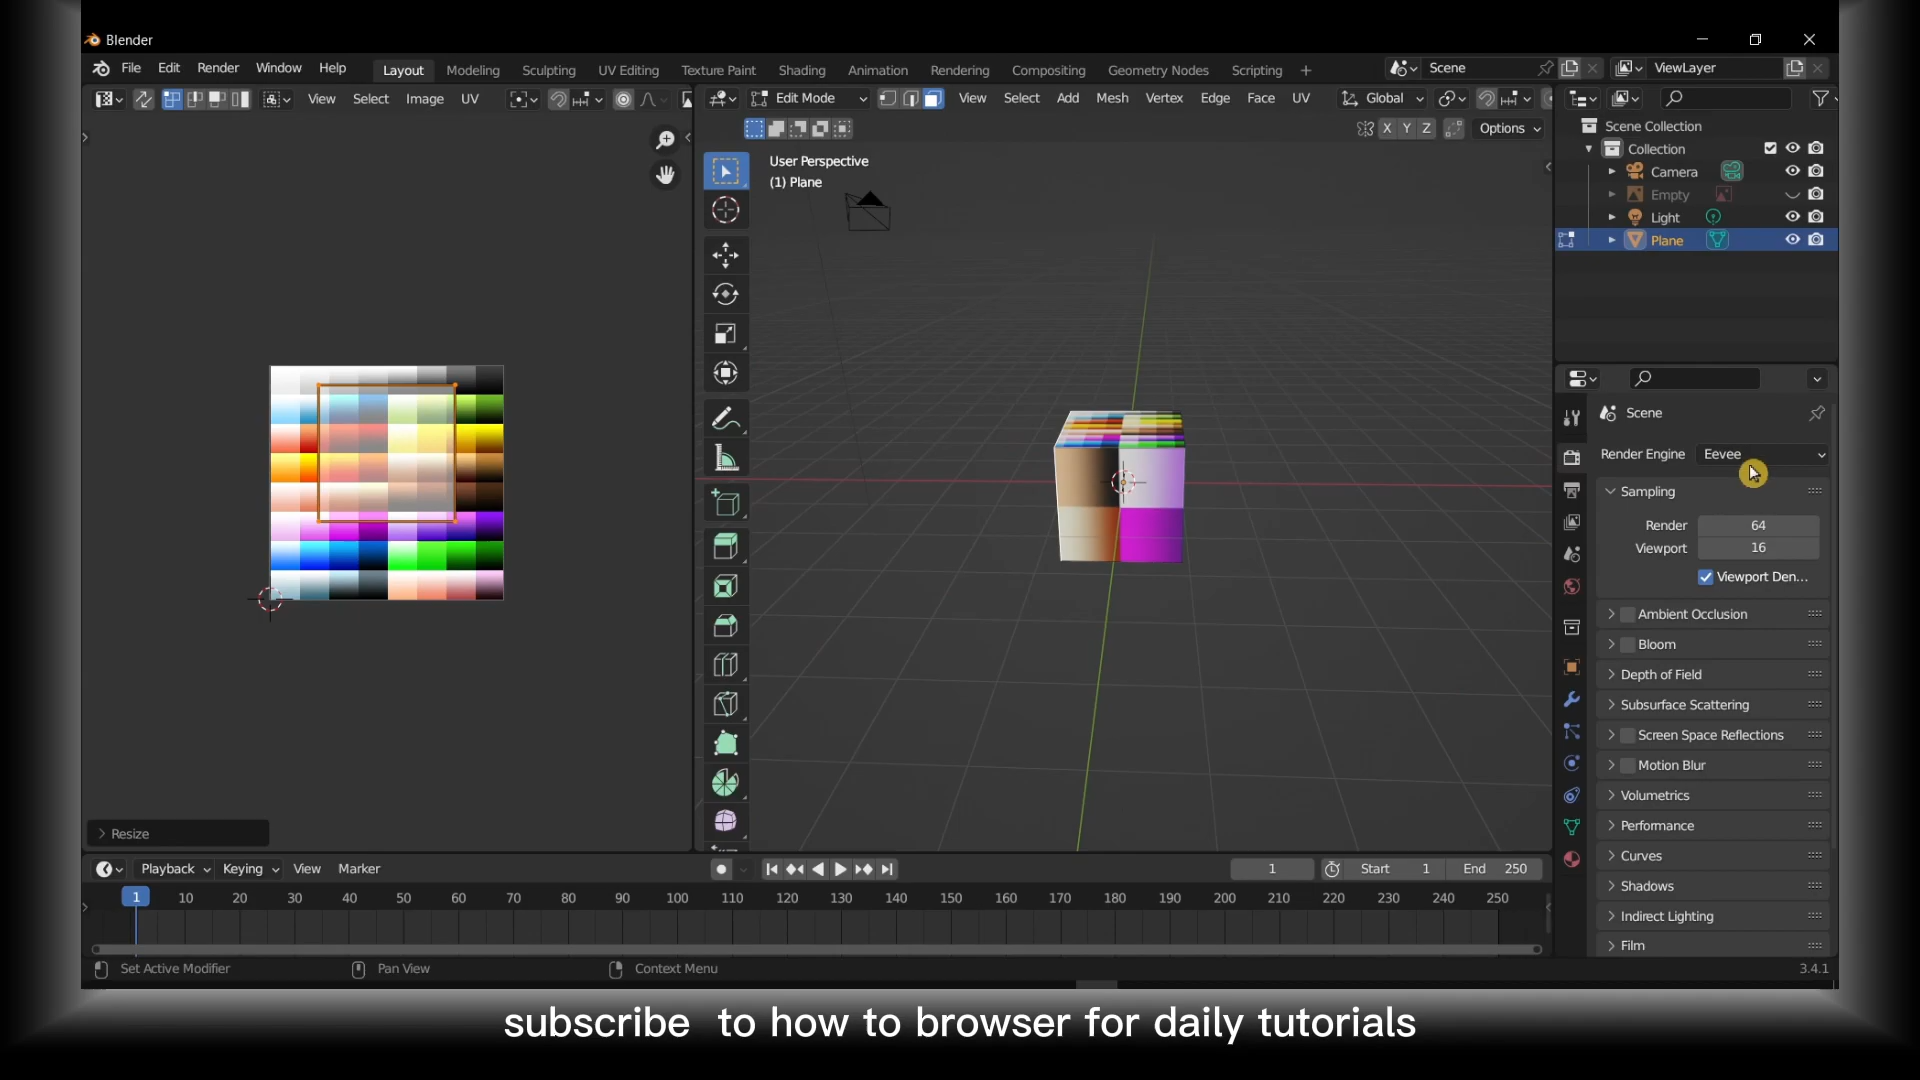 Blender
File Edit Render Window Help Layout Modeling Sculpting UV Editing Texture Paint Shading Animation Rendering Compositing Geometry Nodes Scripting + Scene ViewLayer
View Select Image UV Edit Mode View Select Add Mesh Vertex Edge Face UV Global
X Y Z Options
User Perspective
(1) Plane
Scene Collection
Collection
Camera
Empty
Light
Plane
Scene
Render Engine Eevee
Sampling
Render 64
Viewport 16
Viewport Den...
Ambient Occlusion
Bloom
Depth of Field
Subsurface Scattering
Screen Space Reflections
Motion Blur
Volumetrics
Performance
Curves
Shadows
Indirect Lighting
Film
Resize
Playback Keying View Marker 1 Start 1 End 250
1 10 20 30 40 50 60 70 80 90 100 110 120 130 140 150 160 170 180 190 200 210 220 230 240 250
Set Active Modifier Pan View Context Menu 3.4.1
subscribe to how to browser for daily tutorials